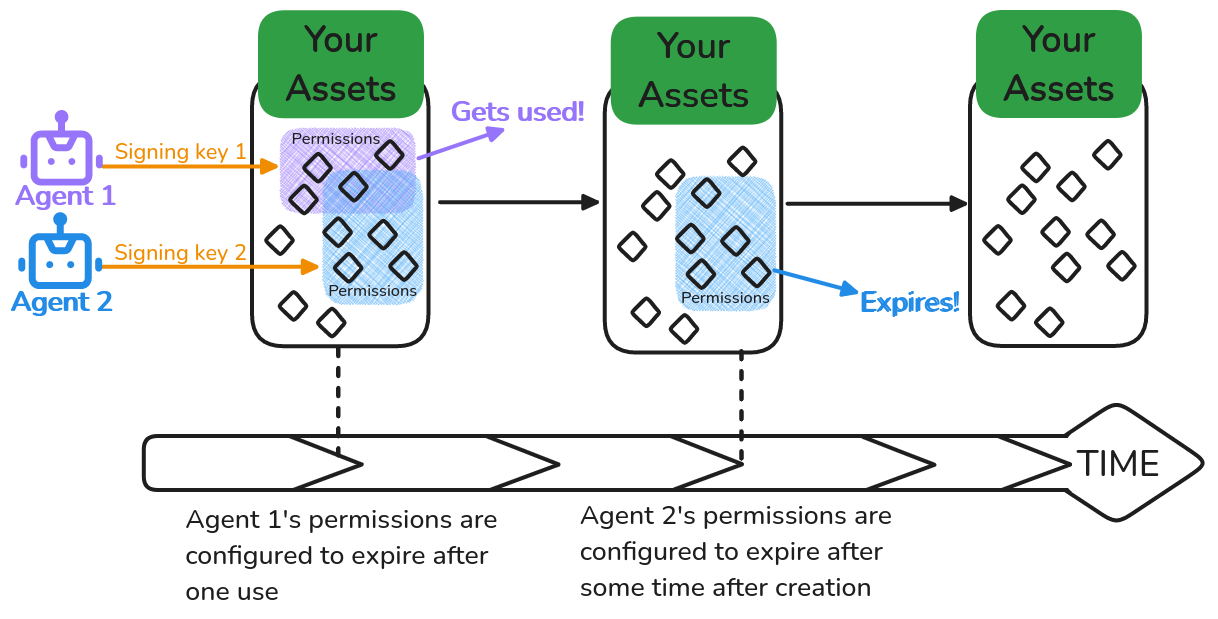 Your
Assets
Your
Assets
Your
Assets
Gets used!
Permissions
Signing key 1
Agent 1
Signing key 2
Agent 2
Permissions
Permissions
Expires!
TIME
Agent 1's permissions are
configured to expire after
one use
Agent 2's permissions are
configured to expire after
some time after creation